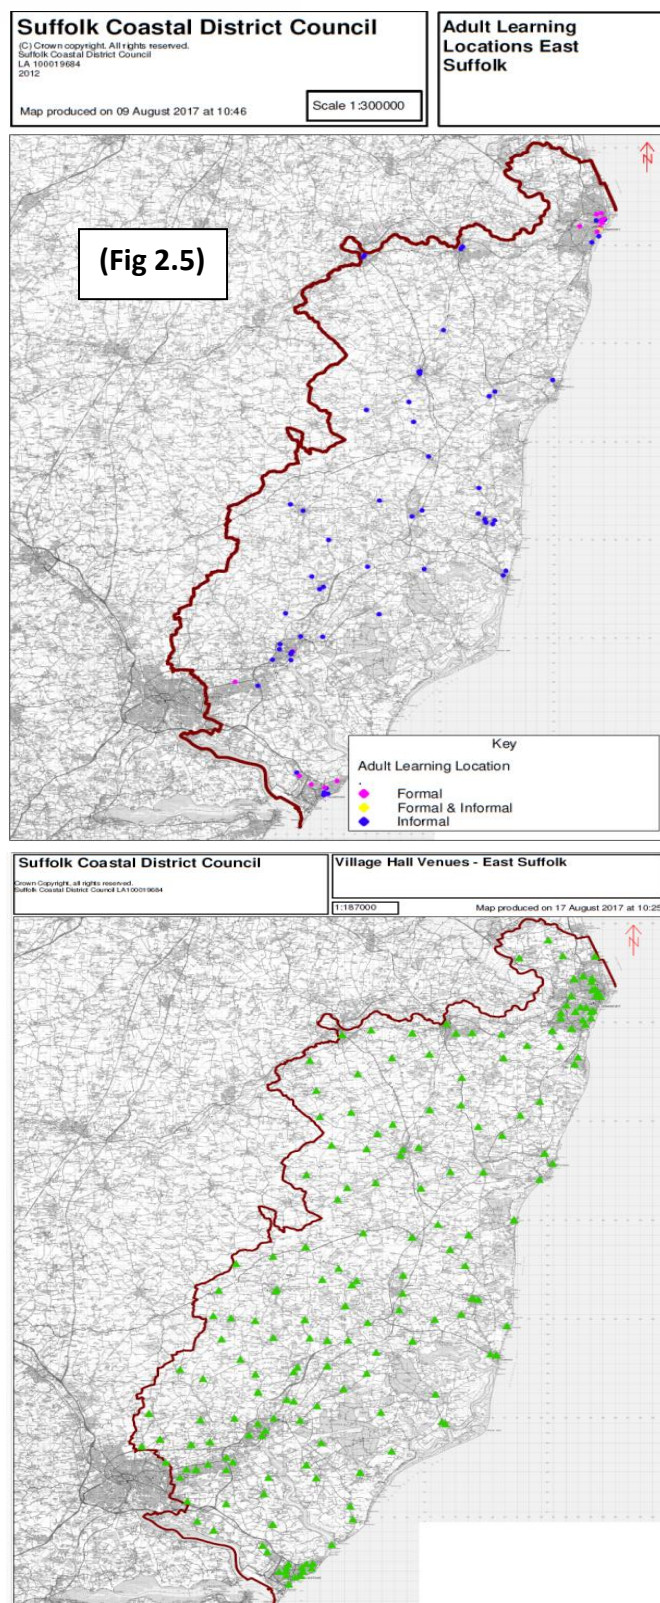 Suffolk Coastal District Council
(C) Crown copyright. All rights reserved.
Suffolk Coastal District Council
LA 100019684
2012
Map produced on 09 August 2017 at 10:46
Scale 1:300000
Adult Learning
Locations East
Suffolk
N
(Fig 2.5)
Key
Adult Learning Location
Formal
Formal & Informal
Informal
Suffolk Coastal District Council
Crown Copyright, all rights reserved.
Suffolk Coastal District Council LA100019684
Village Hall Venues - East Suffolk
1:187000
Map produced on 17 August 2017 at 10:25
N